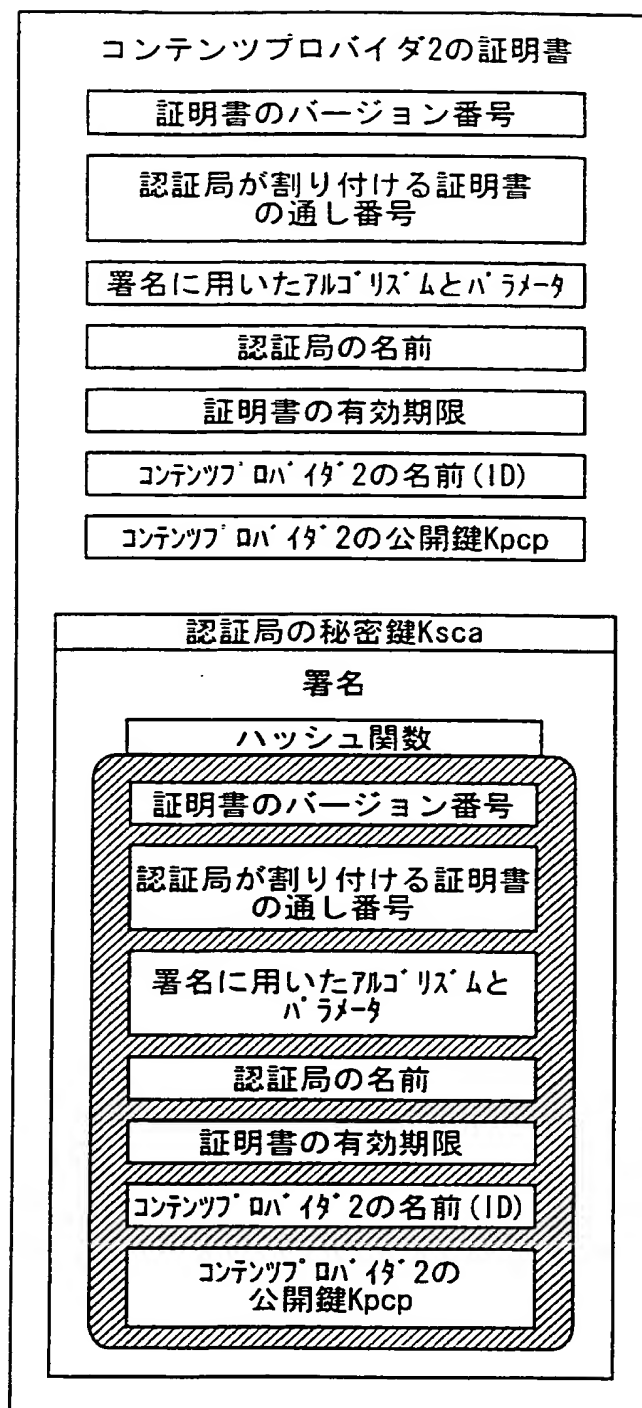 コンテンツプロバイダ2の証明書
証明書のバージョン番号
認証局が割り付ける証明書
の通し番号
署名に用いたｱﾙｺﾞﾘｽﾞﾑとﾊﾟﾗﾒｰﾀ
認証局の名前
証明書の有効期限
ｺﾝﾃﾝﾂﾌﾟﾛﾊﾞｲﾀﾞ2の名前(ID)
ｺﾝﾃﾝﾂﾌﾟﾛﾊﾞｲﾀﾞ2の公開鍵Kpcp
認証局の秘密鍵Ksca
署名
ハッシュ関数
証明書のバージョン番号
認証局が割り付ける証明書
の通し番号
署名に用いたｱﾙｺﾞﾘｽﾞﾑと
ﾊﾟﾗﾒｰﾀ
認証局の名前
証明書の有効期限
ｺﾝﾃﾝﾂﾌﾟﾛﾊﾞｲﾀﾞ2の名前(ID)
ｺﾝﾃﾝﾂﾌﾟﾛﾊﾞｲﾀﾞ2の
公開鍵Kpcp